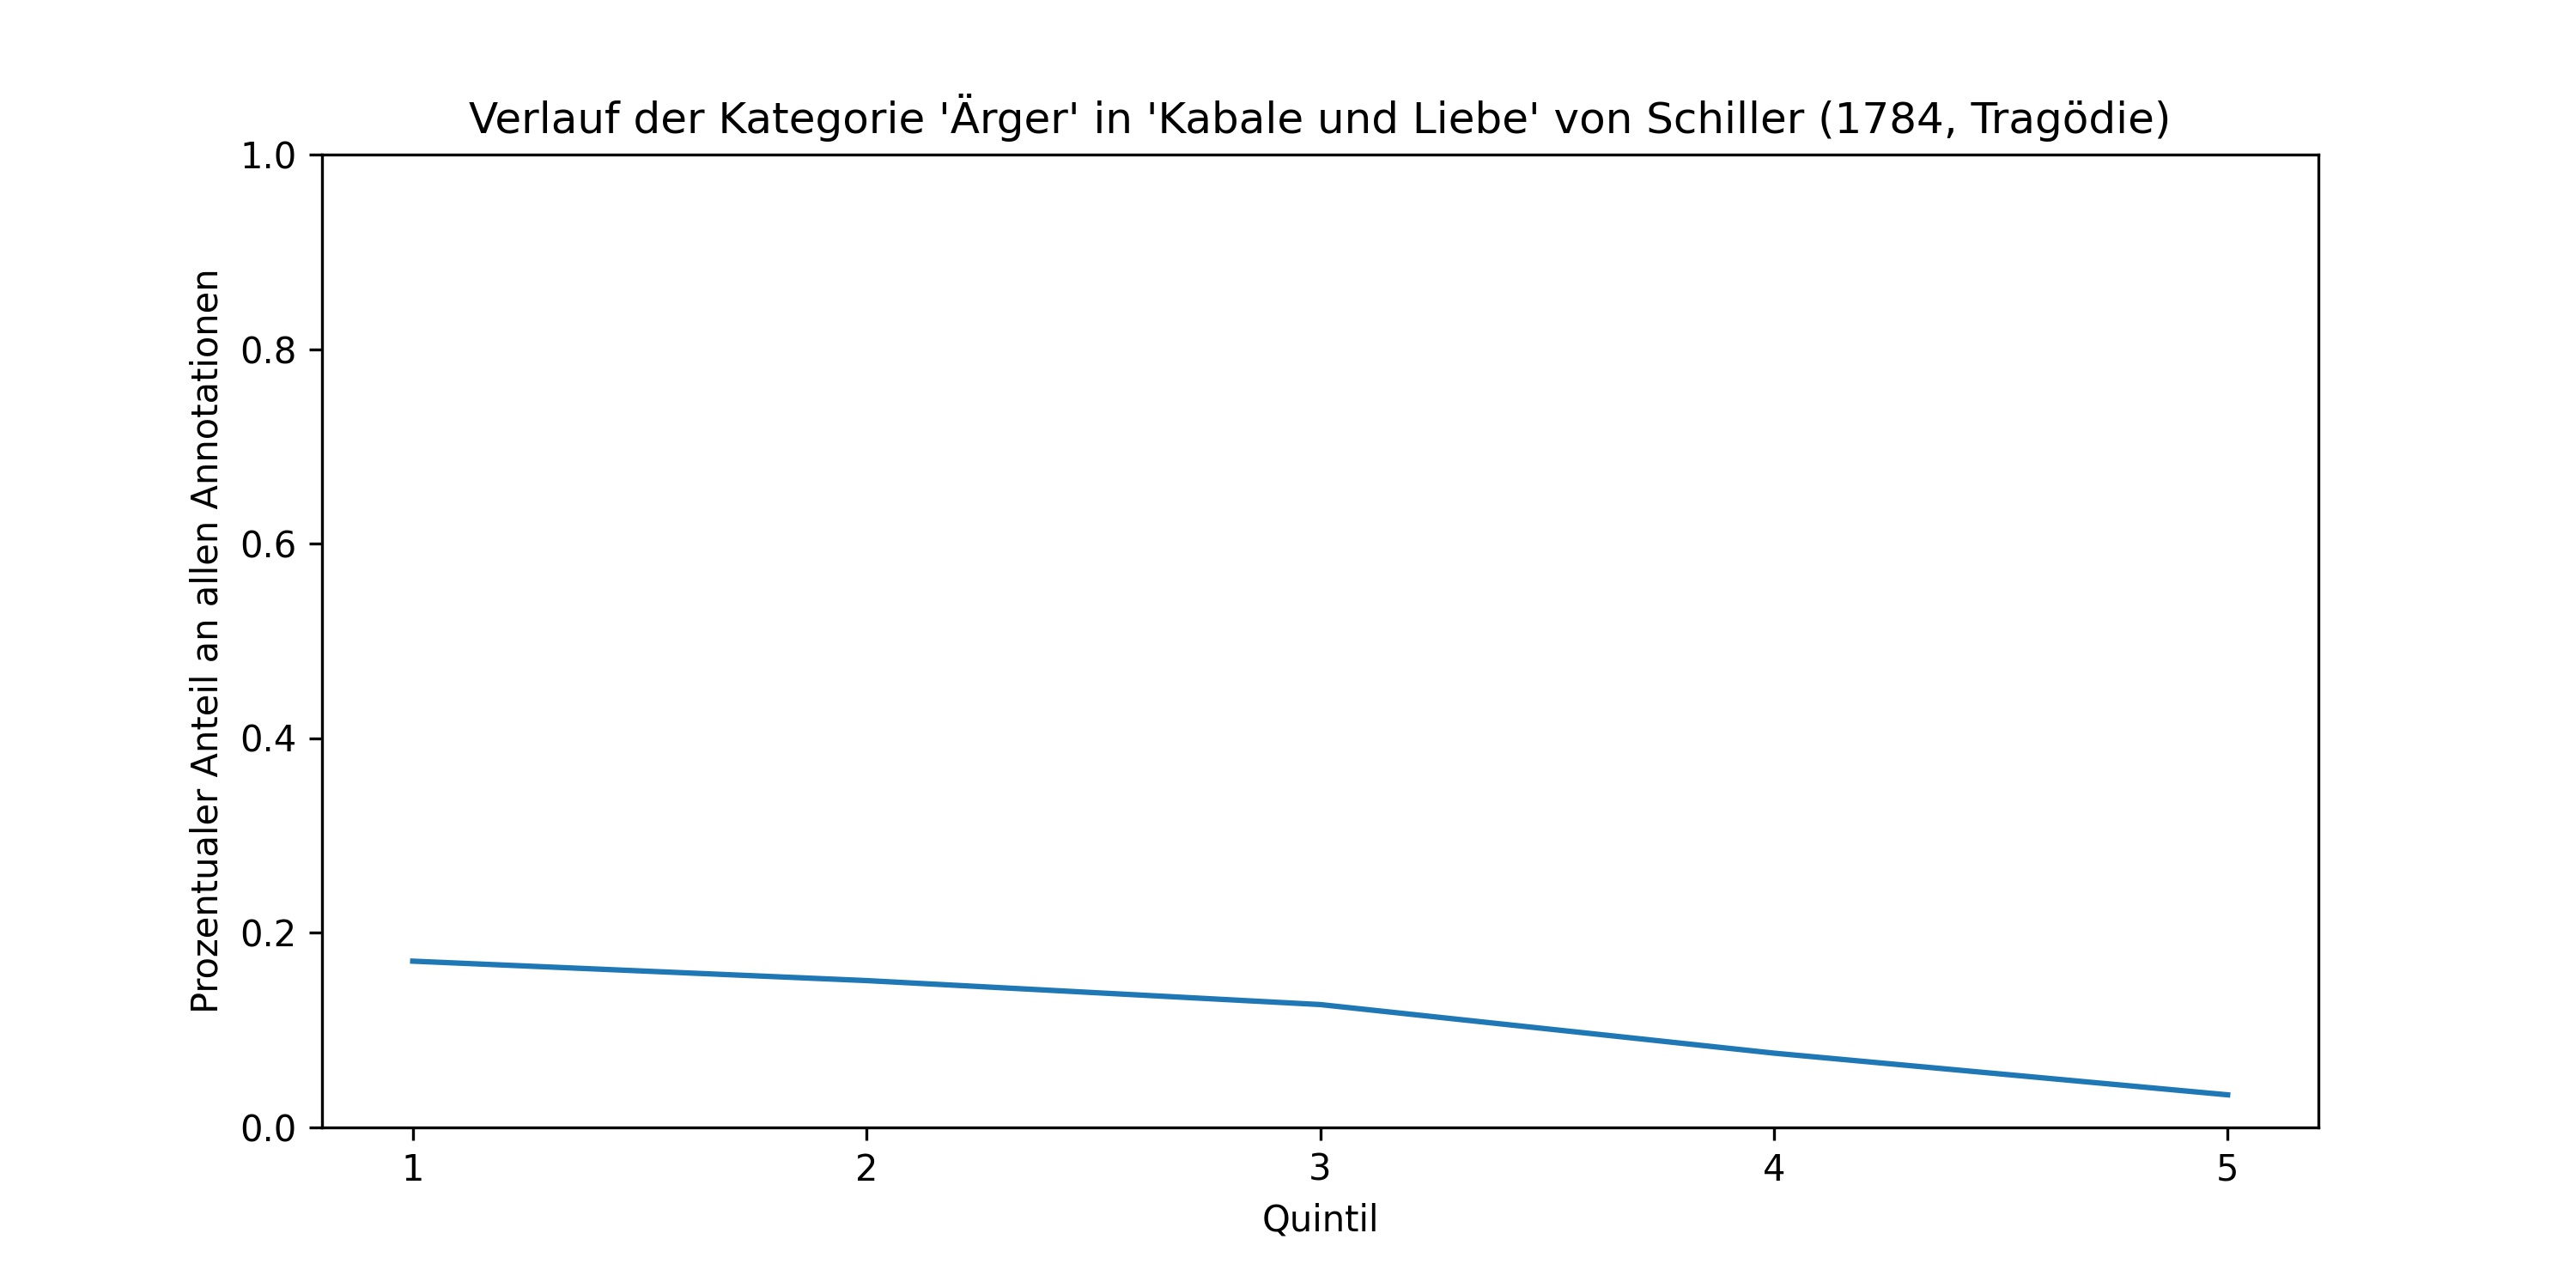 Verlauf der Kategorie 'Ärger' in 'Kabale und Liebe' von Schiller (1784, Tragödie)
Prozentualer Anteil an allen Annotationen
1.0
0.8
0.6
0.4
0.2
0.0
1 2 3 4 5
Quintil